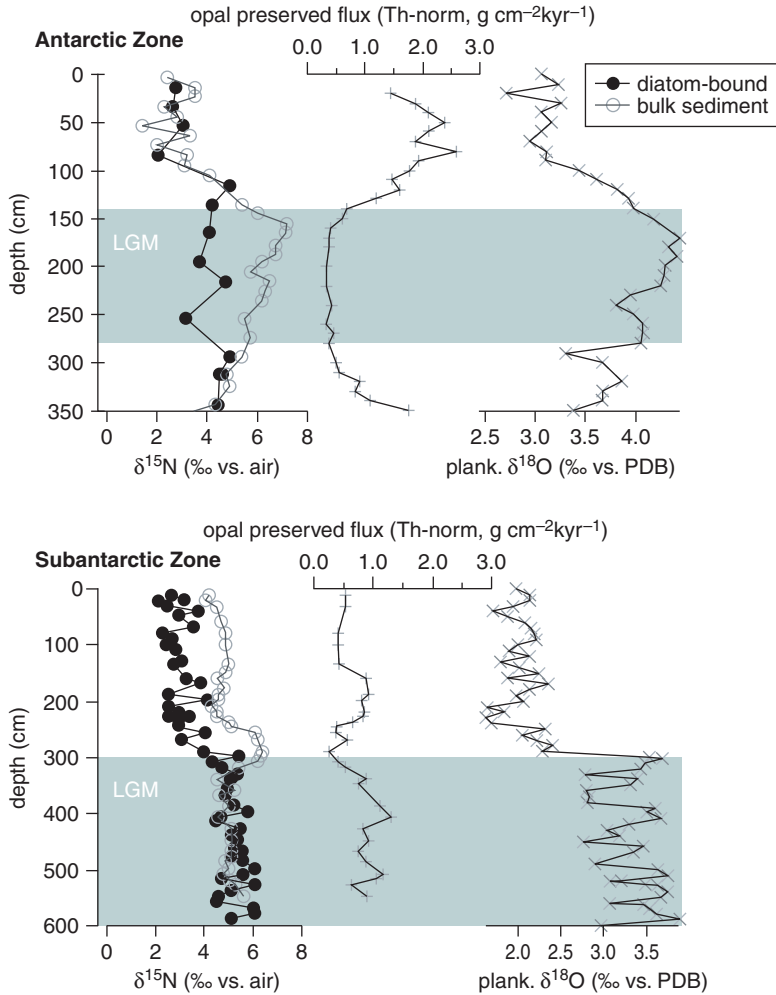 opal preserved flux (Th-norm, g cm⁻²kyr⁻¹)
Antarctic Zone
0.0 1.0 2.0 3.0
diatom-bound
bulk sediment
0
50
100
150
200
250
300
350
depth (cm)
LGM
0 2 4 6 8
2.5 3.0 3.5 4.0
δ¹⁵N (‰ vs. air)
plank. δ¹⁸O (‰ vs. PDB)
opal preserved flux (Th-norm, g cm⁻²kyr⁻¹)
Subantarctic Zone
0.0 1.0 2.0 3.0
0
100
200
300
400
500
600
depth (cm)
LGM
0 2 4 6 8
2.0 2.5 3.0 3.5
δ¹⁵N (‰ vs. air)
plank. δ¹⁸O (‰ vs. PDB)